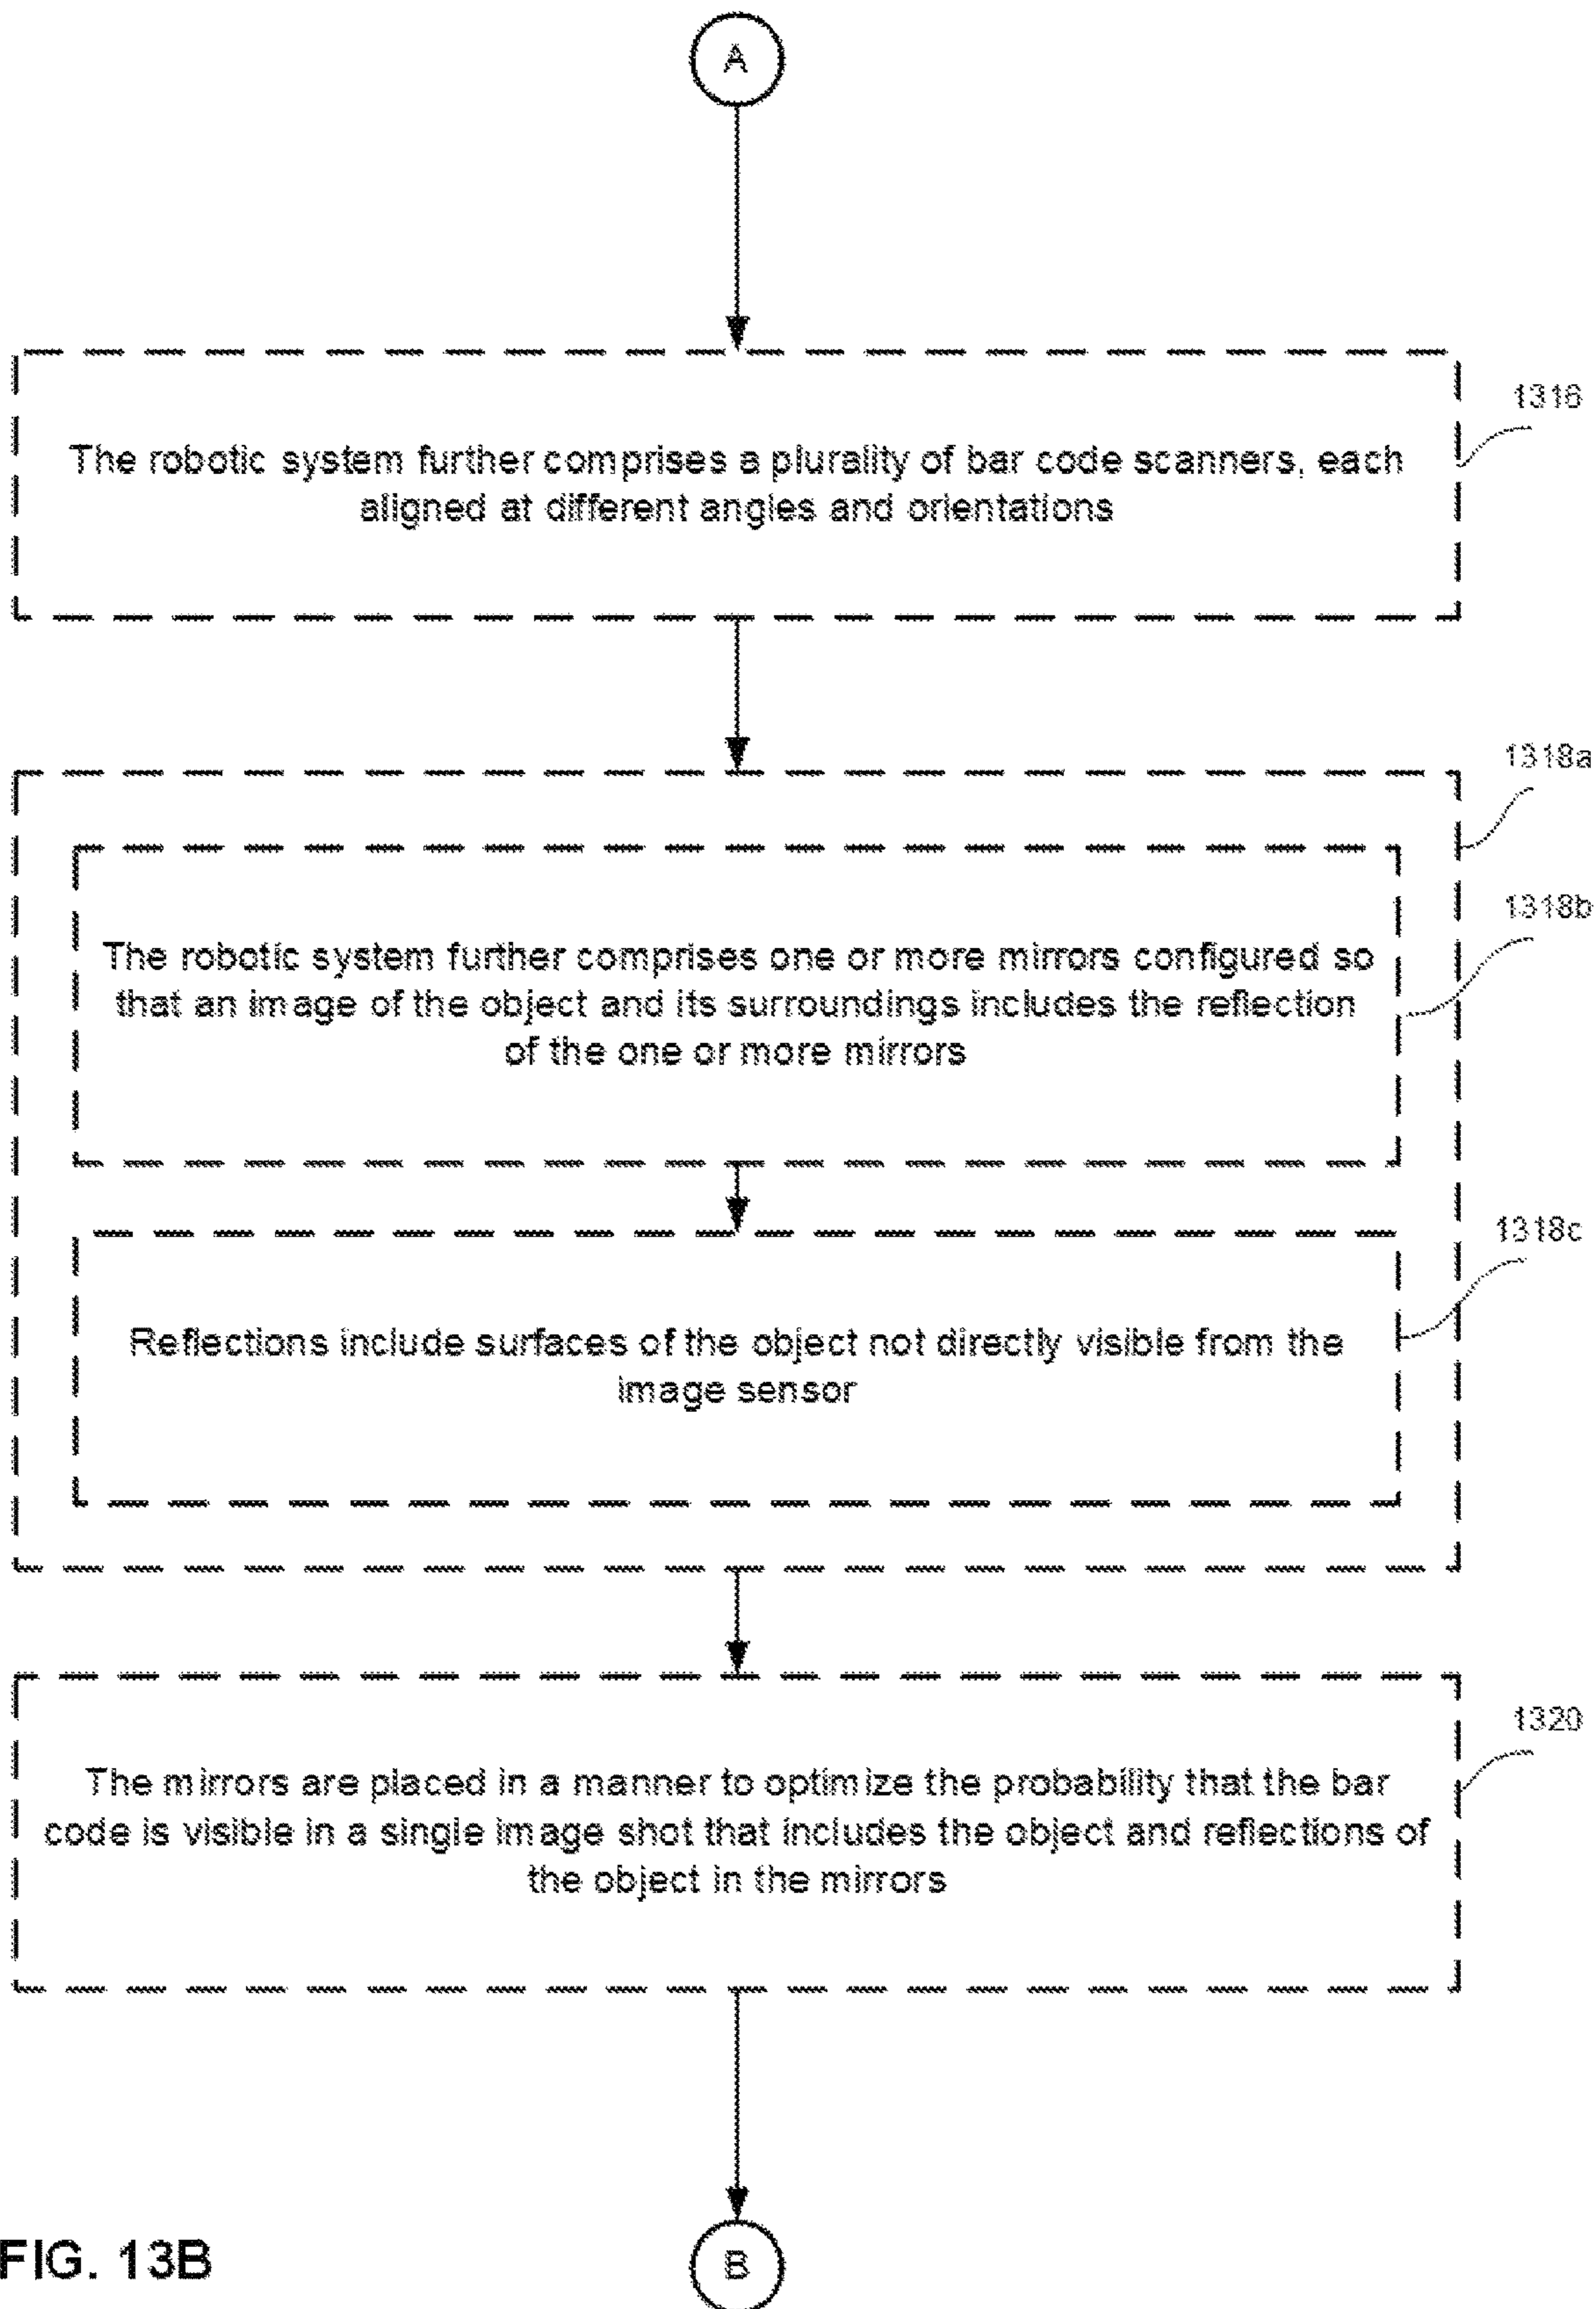 A
1316
The robotic system further comprises a plurality of bar code scanners, each
aligned at different angles and orientations
1318a
1318b
The robotic system further comprises one or more mirrors configured so
that an image of the object and its surroundings includes the reflection
of the one or more mirrors
1318c
Reflections include surfaces of the object not directly visible from the
image sensor
1320
The mirrors are placed in a manner to optimize the probability that the bar
code is visible in a single image shot that includes the object and reflections of
the object in the mirrors
FIG. 13B
B